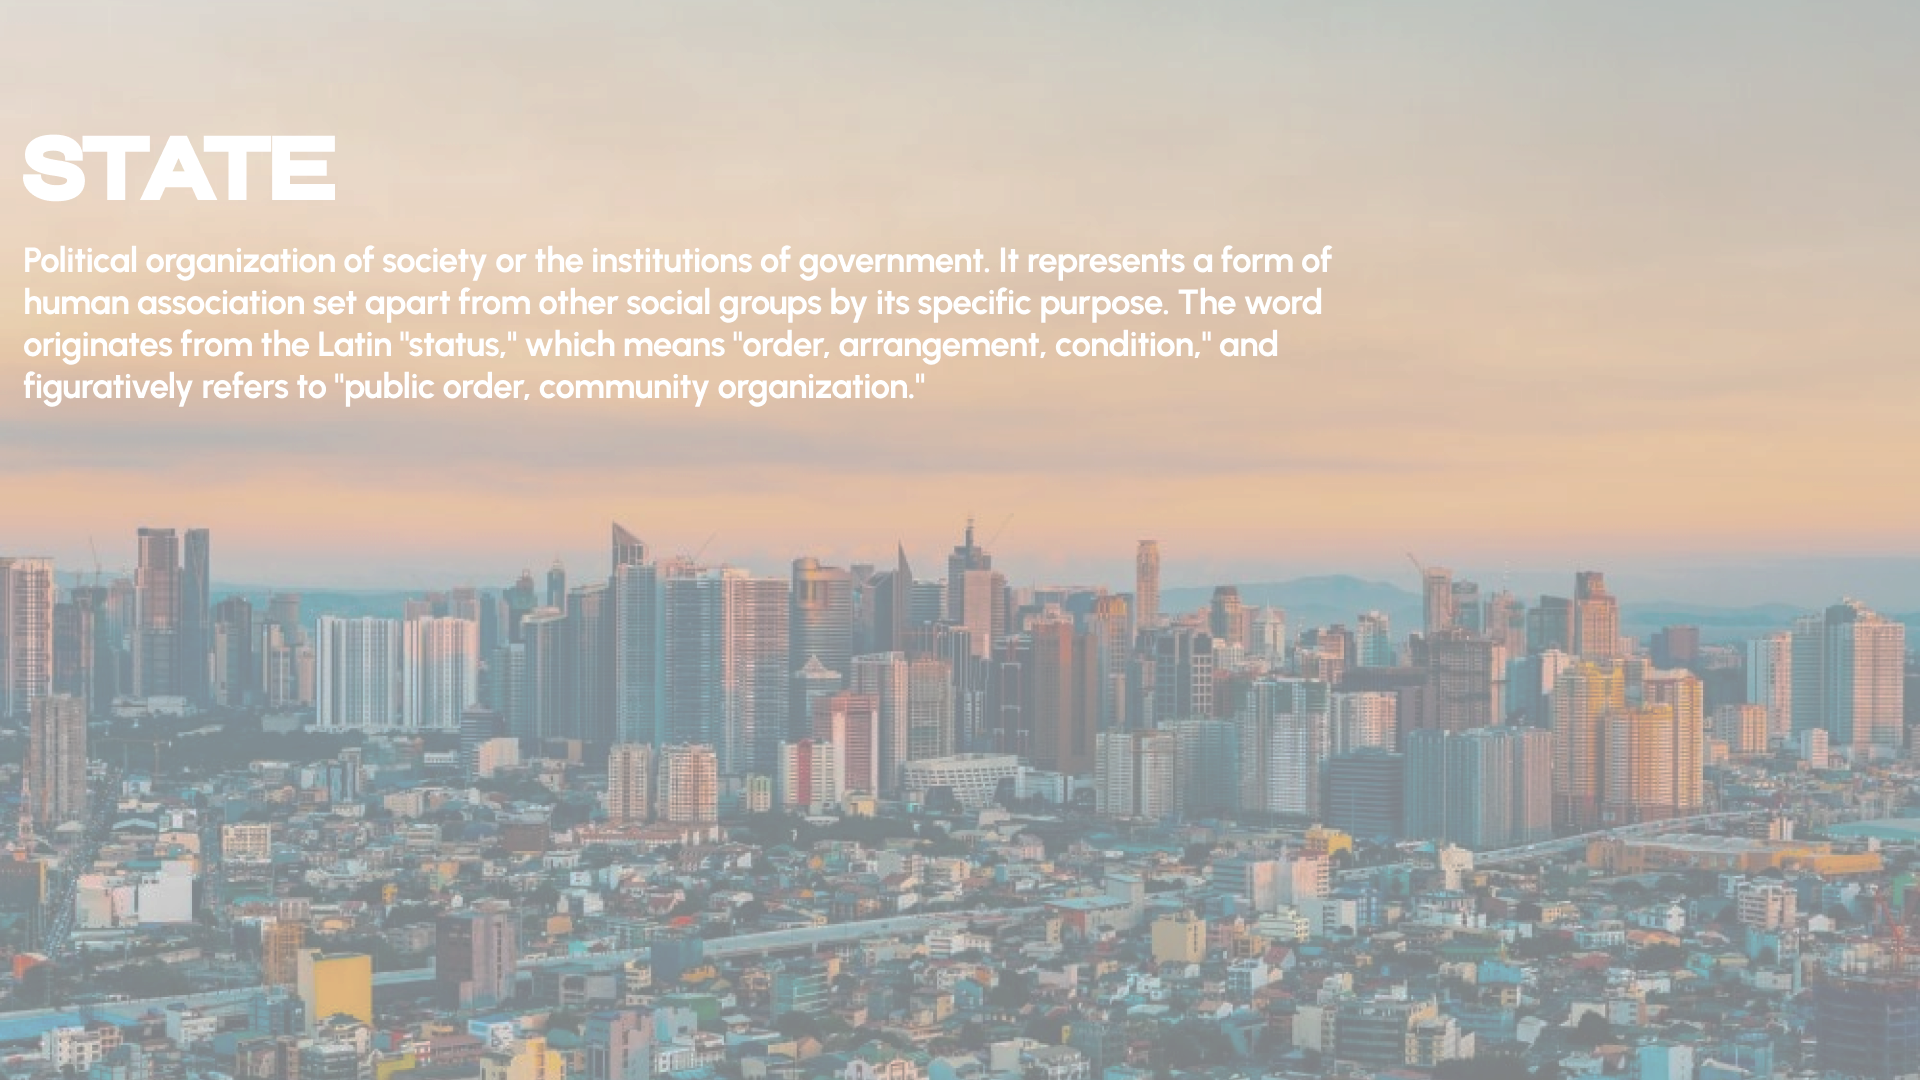 STATE
Political organization of society or the institutions of government. It represents a form of
human association set apart from other social groups by its specific purpose. The word
originates from the Latin "status," which means "order, arrangement, condition," and
figuratively refers to "public order, community organization."